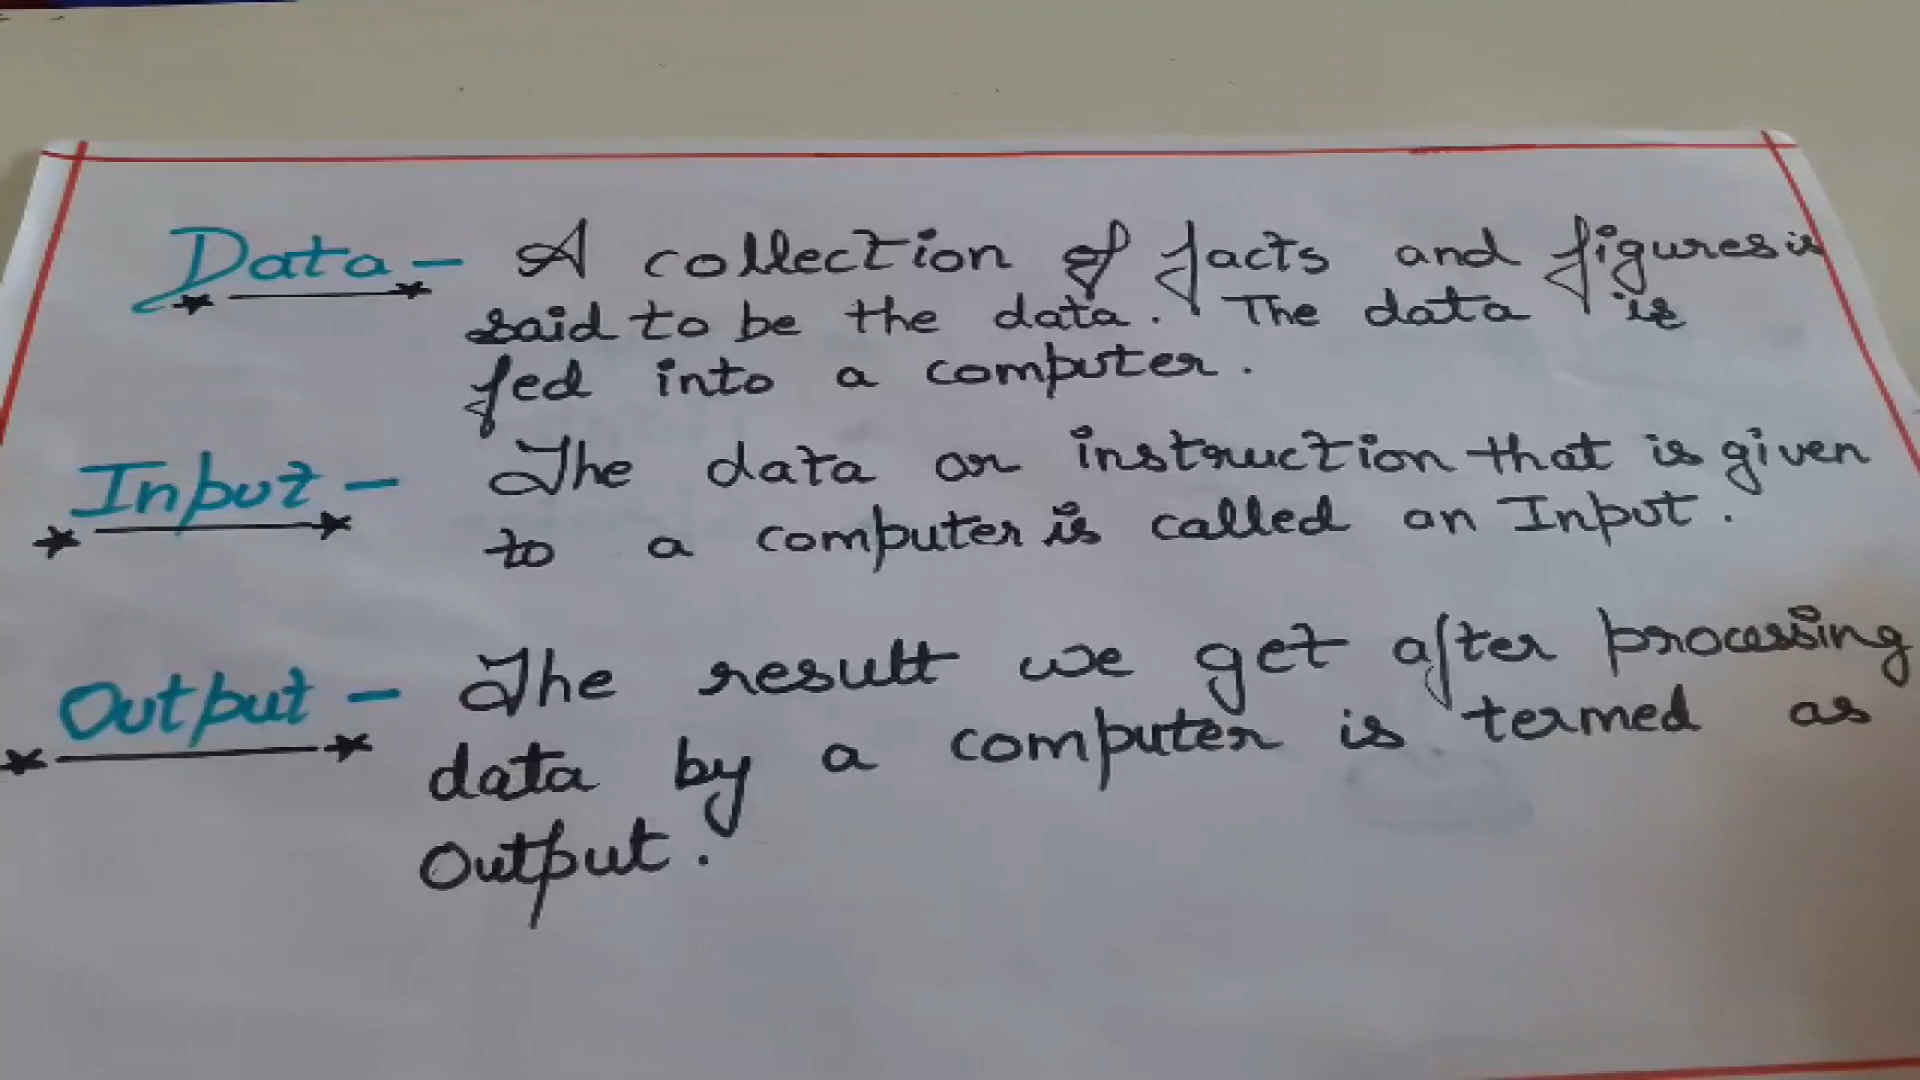 Data - A collection of facts and figures is
said to be the data. The data is
fed into a computer.
Input - The data or instruction that is given
to a computer is called an Input.
Output - The result we get after processing
data by a computer is termed as
Output.